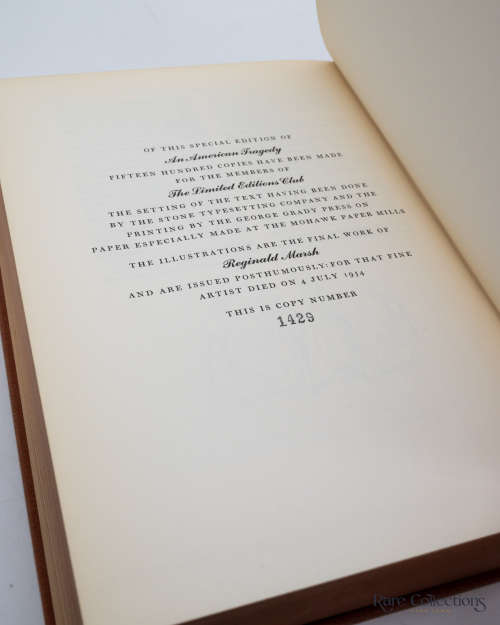 OF THIS SPECIAL EDITION OF
An American Tragedy
FIFTEEN HUNDRED COPIES HAVE BEEN MADE
FOR THE MEMBERS OF
The Limited Editions Club
THE SETTING OF THE TEXT HAVING BEEN DONE
BY THE STONE TYPESETTING COMPANY AND THE
PRINTING BY THE GEORGE GRADY PRESS ON
PAPER ESPECIALLY MADE AT THE MOHAWK PAPER MILLS
THE ILLUSTRATIONS ARE THE FINAL WORK OF
Reginald Marsh
AND ARE ISSUED POSTHUMOUSLY: FOR THAT FINE
ARTIST DIED ON 4 JULY 1954
THIS IS COPY NUMBER
1429
Rare Collections